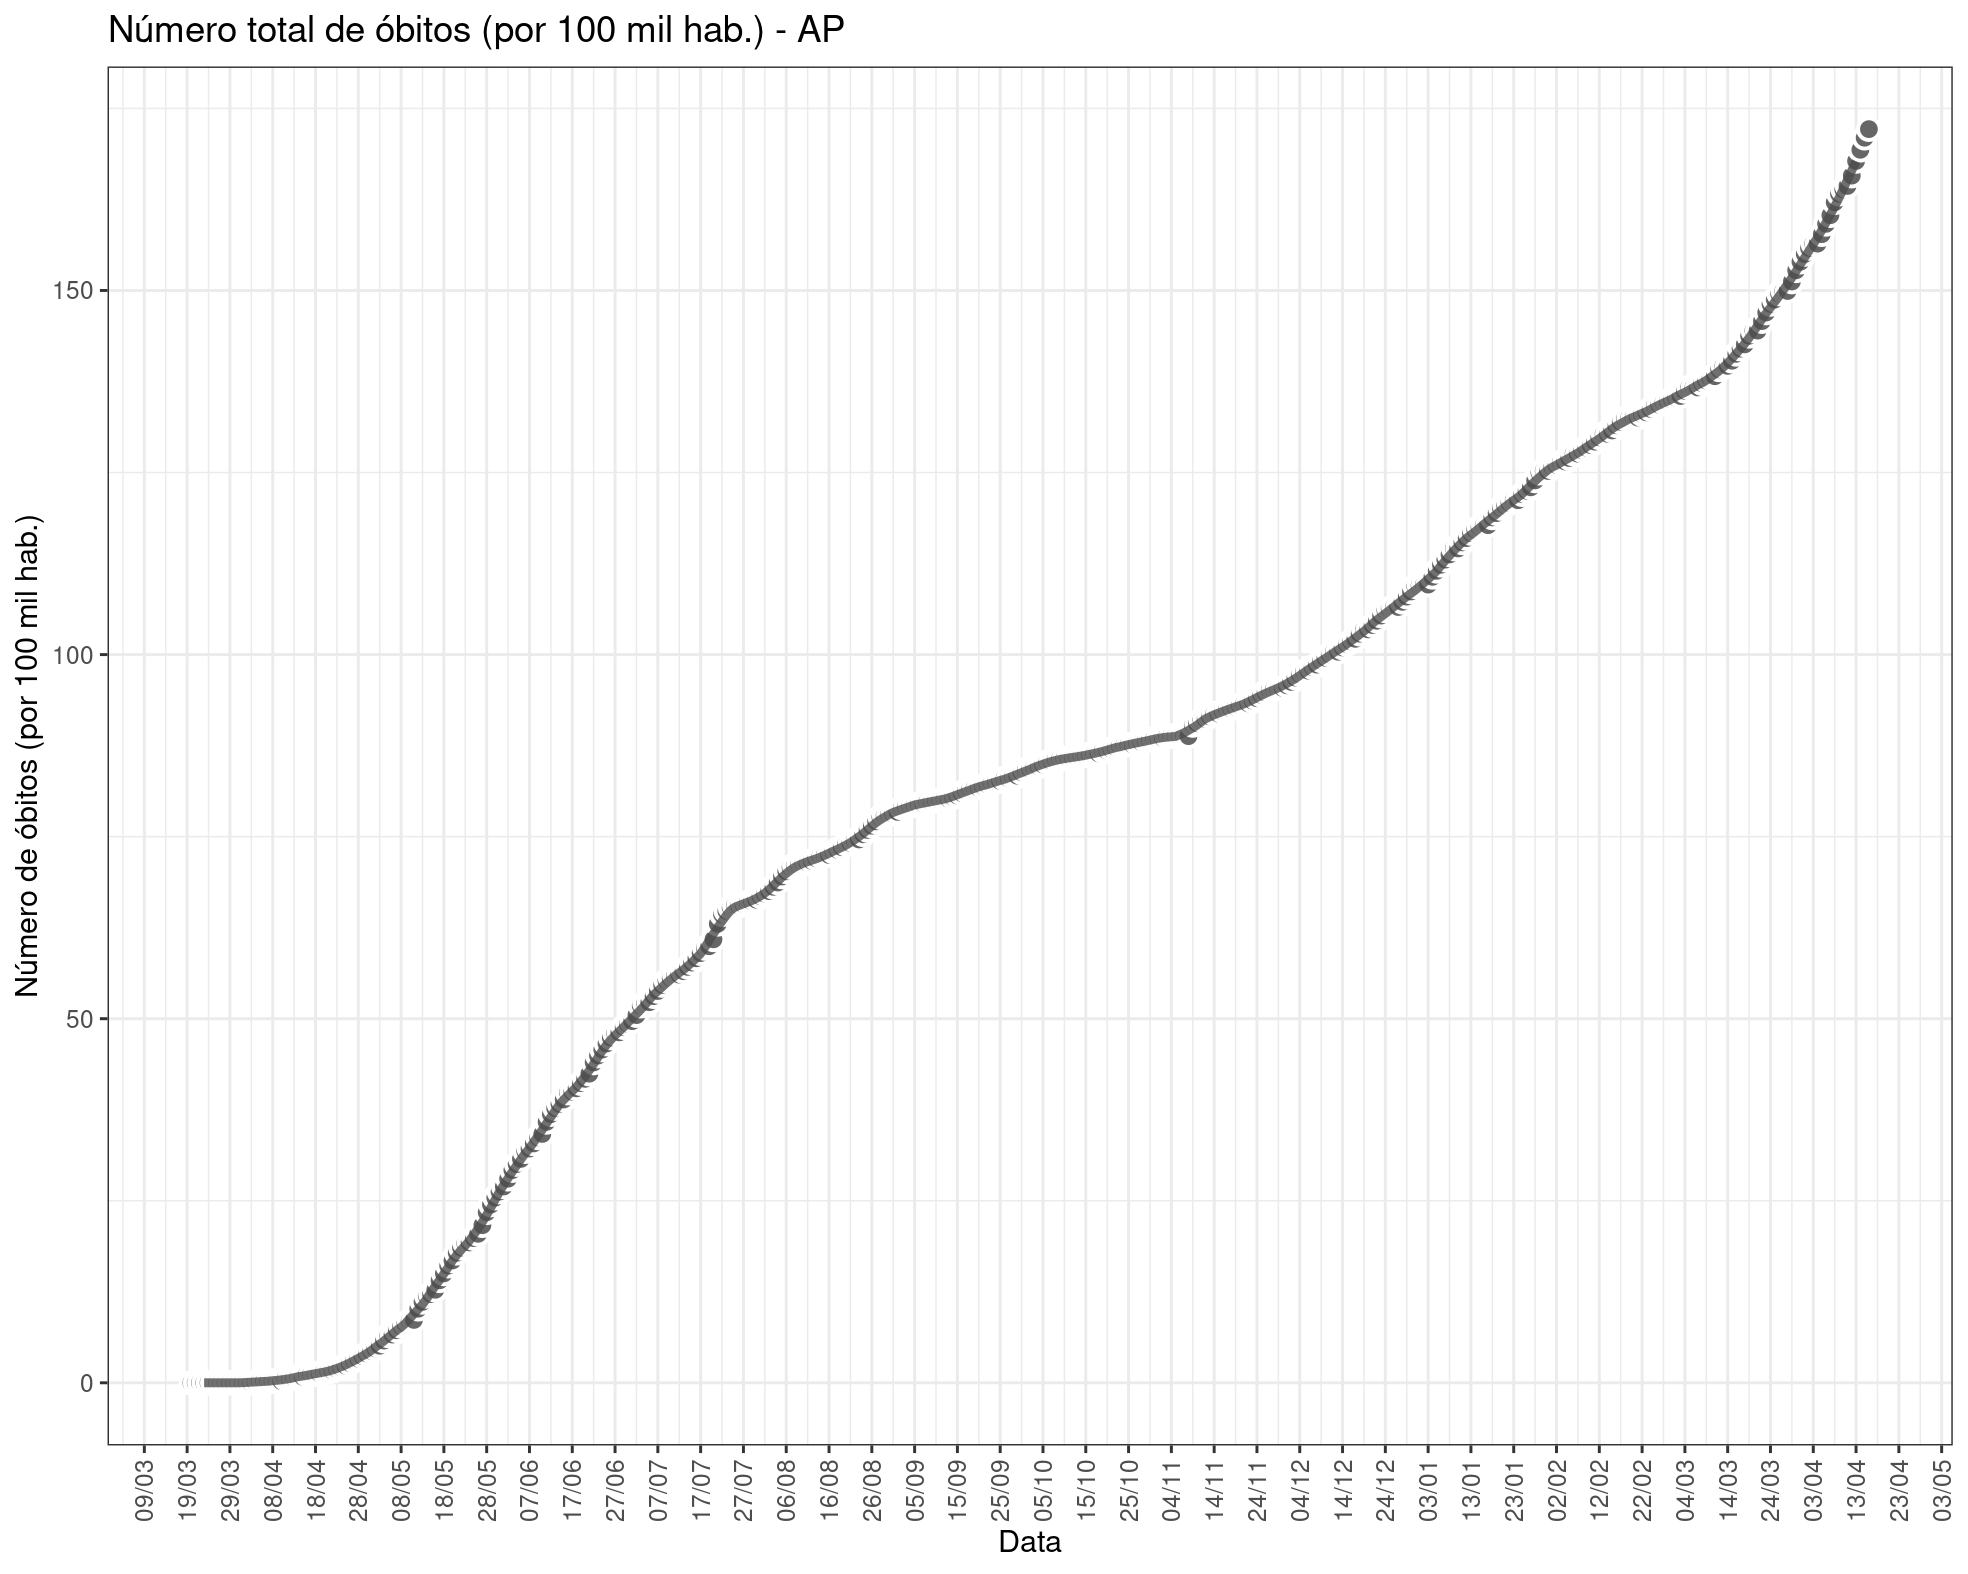 Número total de óbitos (por 100 mil hab.) - AP
Número de óbitos (por 100 mil hab.)
150
100
50
0
09/03 19/03 29/03 08/04 18/04 28/04 08/05 18/05 28/05 07/06 17/06 27/06 07/07 17/07 27/07 06/08 16/08 26/08 05/09 15/09 25/09 05/10 15/10 25/10 04/11 14/11 24/11 04/12 14/12 24/12 03/01 13/01 23/01 02/02 12/02 22/02 04/03 14/03 24/03 03/04 13/04 23/04 03/05
Data